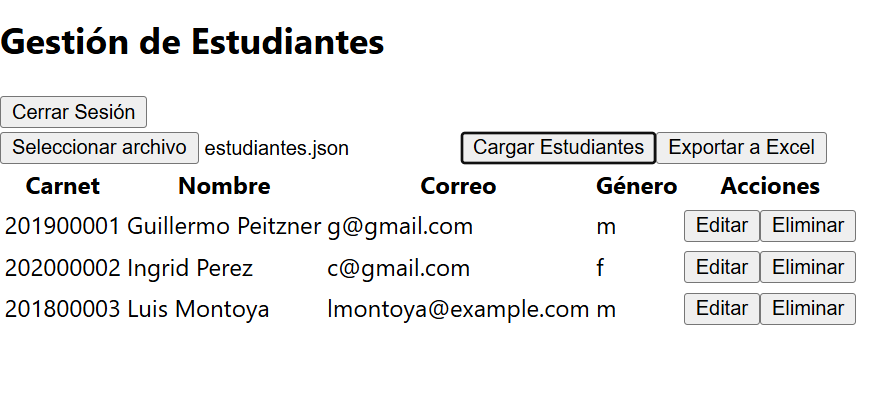 Gestión de Estudiantes
Cerrar Sesión
Seleccionar archivo estudiantes.json Cargar Estudiantes Exportar a Excel
Carnet Nombre Correo Género Acciones
201900001 Guillermo Peitzner g@gmail.com m Editar Eliminar
202000002 Ingrid Perez c@gmail.com f Editar Eliminar
201800003 Luis Montoya lmontoya@example.com m Editar Eliminar